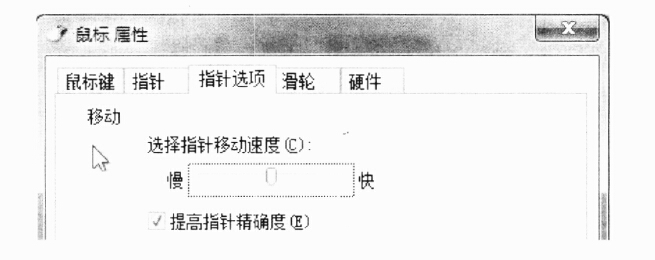 鼠标 属性
鼠标键 指针 指针选项 滑轮 硬件
移动
选择指针移动速度(C):
慢 快
提高指针精确度(E)